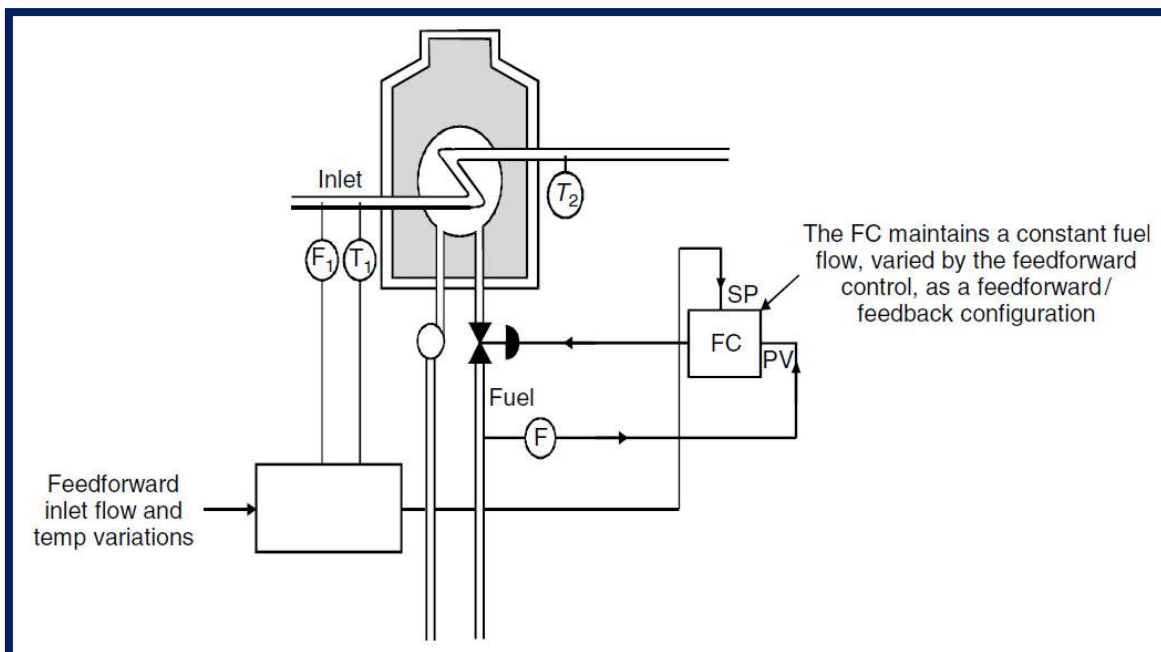 Inlet
T2
F1
T1
The FC maintains a constant fuel
flow, varied by the feedforward
control, as a feedforward/
feedback configuration
SP
FC
PV
Fuel
F
Feedforward
inlet flow and
temp variations